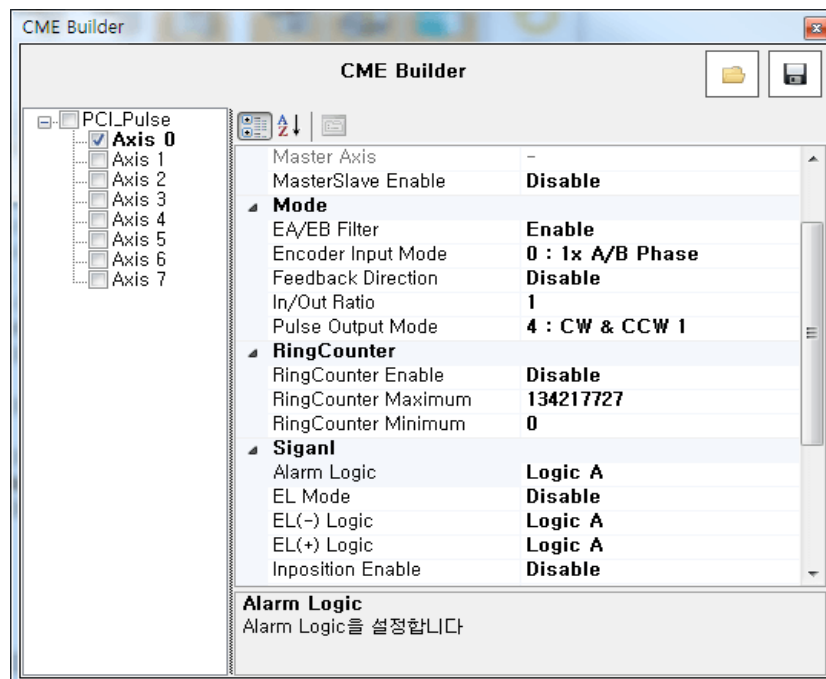 CME Builder
CME Builder
PCI_Pulse
Axis 0
Axis 1
Axis 2
Axis 3
Axis 4
Axis 5
Axis 6
Axis 7
Master Axis -
MasterSlave Enable Disable
Mode
EA/EB Filter Enable
Encoder Input Mode 0 : 1x A/B Phase
Feedback Direction Disable
In/Out Ratio 1
Pulse Output Mode 4 : CW & CCW 1
RingCounter
RingCounter Enable Disable
RingCounter Maximum 134217727
RingCounter Minimum 0
Siganl
Alarm Logic Logic A
EL Mode Disable
EL(-) Logic Logic A
EL(+) Logic Logic A
Inposition Enable Disable
Alarm Logic
Alarm Logic을 설정합니다